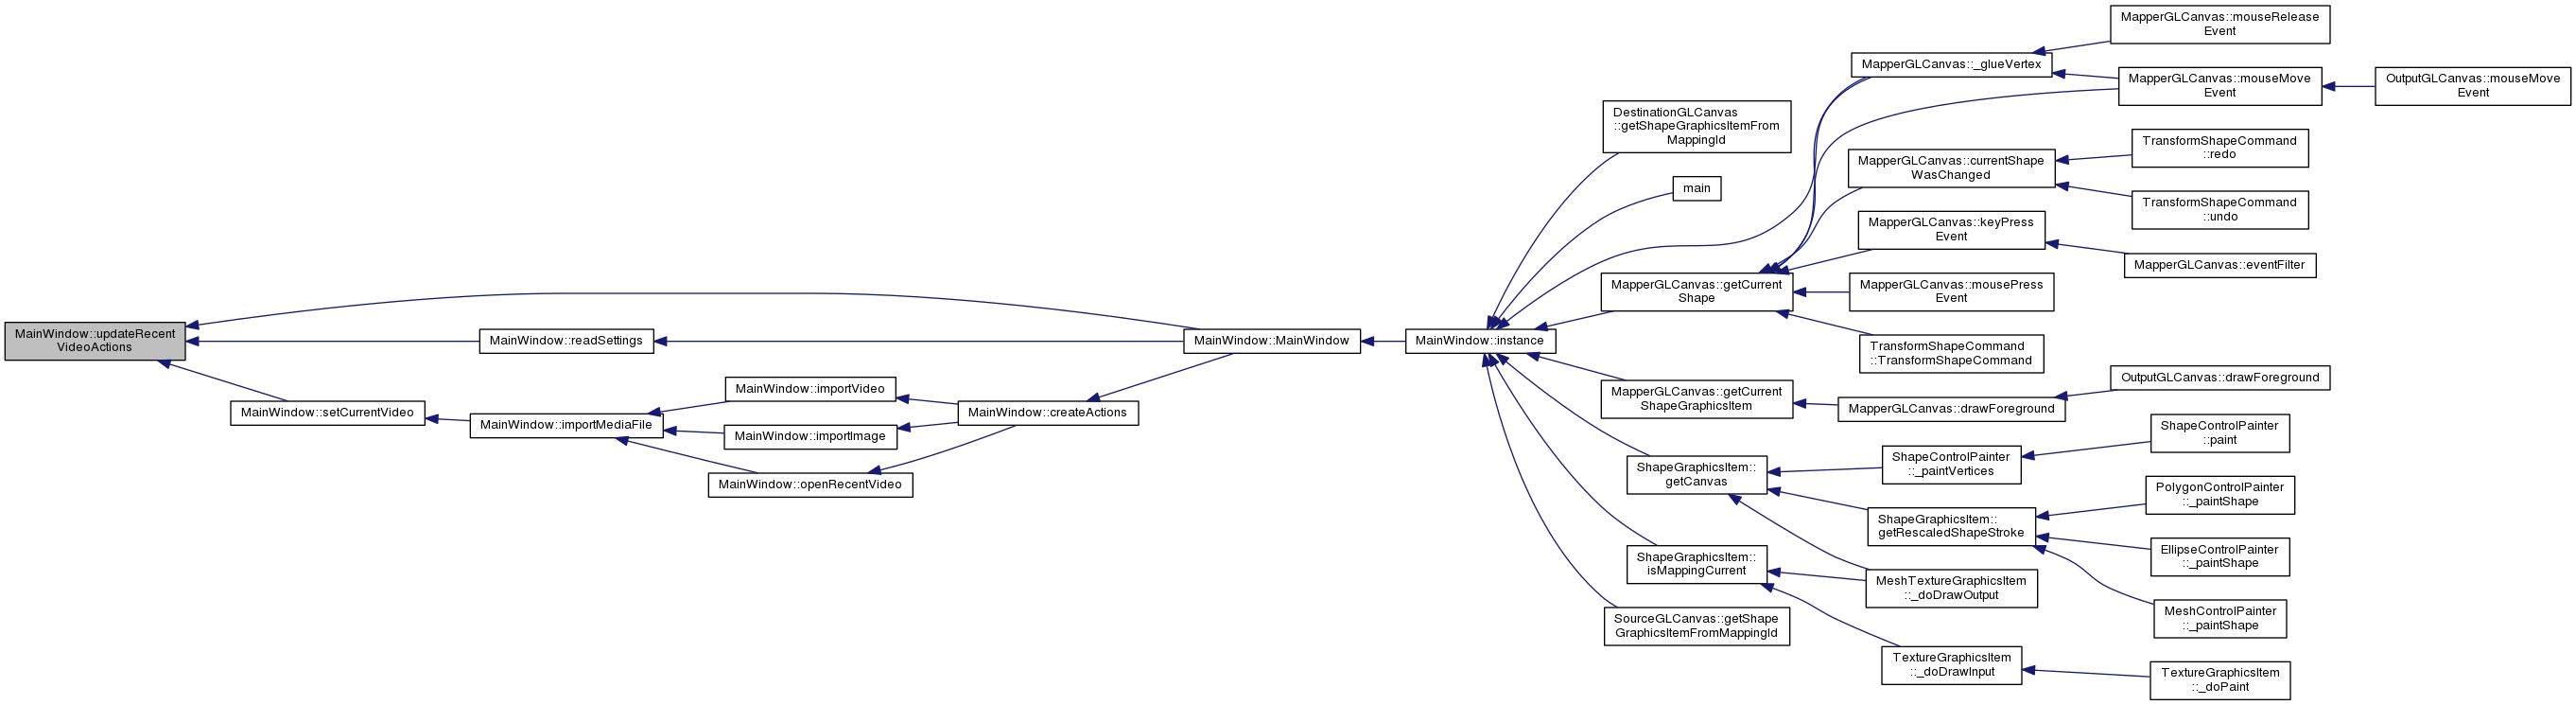 MainWindow::updateRecent
VideoActions
MainWindow::readSettings
MainWindow::setCurrentVideo
MainWindow::importMediaFile
MainWindow::importVideo
MainWindow::importImage
MainWindow::openRecentVideo
MainWindow::createActions
MainWindow::MainWindow
MainWindow::instance
DestinationGLCanvas
::getShapeGraphicsItemFrom
MappingId
main
MapperGLCanvas::getCurrent
Shape
MapperGLCanvas::getCurrent
ShapeGraphicsItem
ShapeGraphicsItem::
getCanvas
ShapeGraphicsItem::
isMappingCurrent
SourceGLCanvas::getShape
GraphicsItemFromMappingId
MapperGLCanvas::_glueVertex
MapperGLCanvas::currentShape
WasChanged
MapperGLCanvas::keyPress
Event
MapperGLCanvas::mousePress
Event
TransformShapeCommand
::TransformShapeCommand
MapperGLCanvas::drawForeground
ShapeControlPainter
::_paintVertices
ShapeGraphicsItem::
getRescaledShapeStroke
MeshTextureGraphicsItem
::_doDrawOutput
TextureGraphicsItem
::_doDrawInput
MapperGLCanvas::mouseRelease
Event
MapperGLCanvas::mouseMove
Event
OutputGLCanvas::mouseMove
Event
TransformShapeCommand
::redo
TransformShapeCommand
::undo
MapperGLCanvas::eventFilter
OutputGLCanvas::drawForeground
ShapeControlPainter
::paint
PolygonControlPainter
::_paintShape
EllipseControlPainter
::_paintShape
MeshControlPainter
::_paintShape
TextureGraphicsItem
::_doPaint